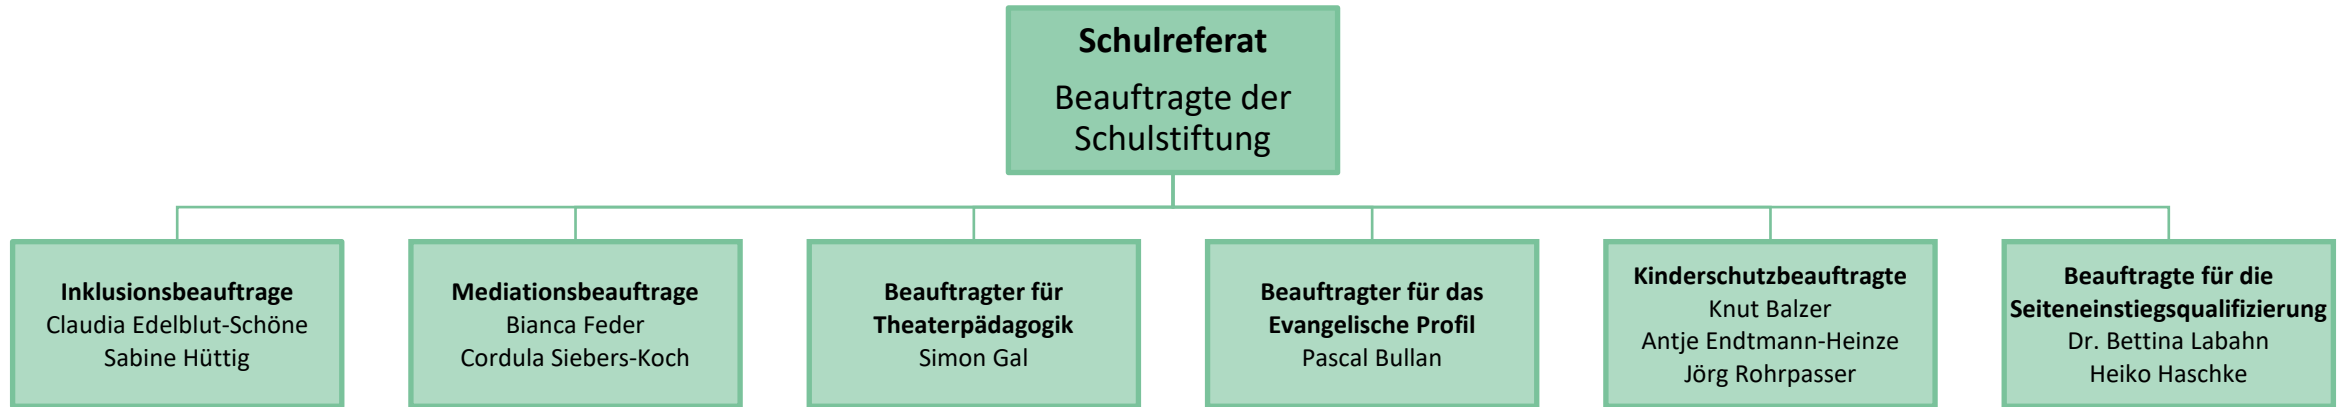 Schulreferat
Beauftragte der
Schulstiftung
Inklusionsbeauftrage
Claudia Edelblut-Schöne
Sabine Hüttig
Mediationsbeauftrage
Bianca Feder
Cordula Siebers-Koch
Beauftragter für
Theaterpädagogik
Simon Gal
Beauftragter für das
Evangelische Profil
Pascal Bullan
Kinderschutzbeauftragte
Knut Balzer
Antje Endtmann-Heinze
Jörg Rohrpasser
Beauftragte für die
Seiteneinstiegsqualifizierung
Dr. Bettina Labahn
Heiko Haschke